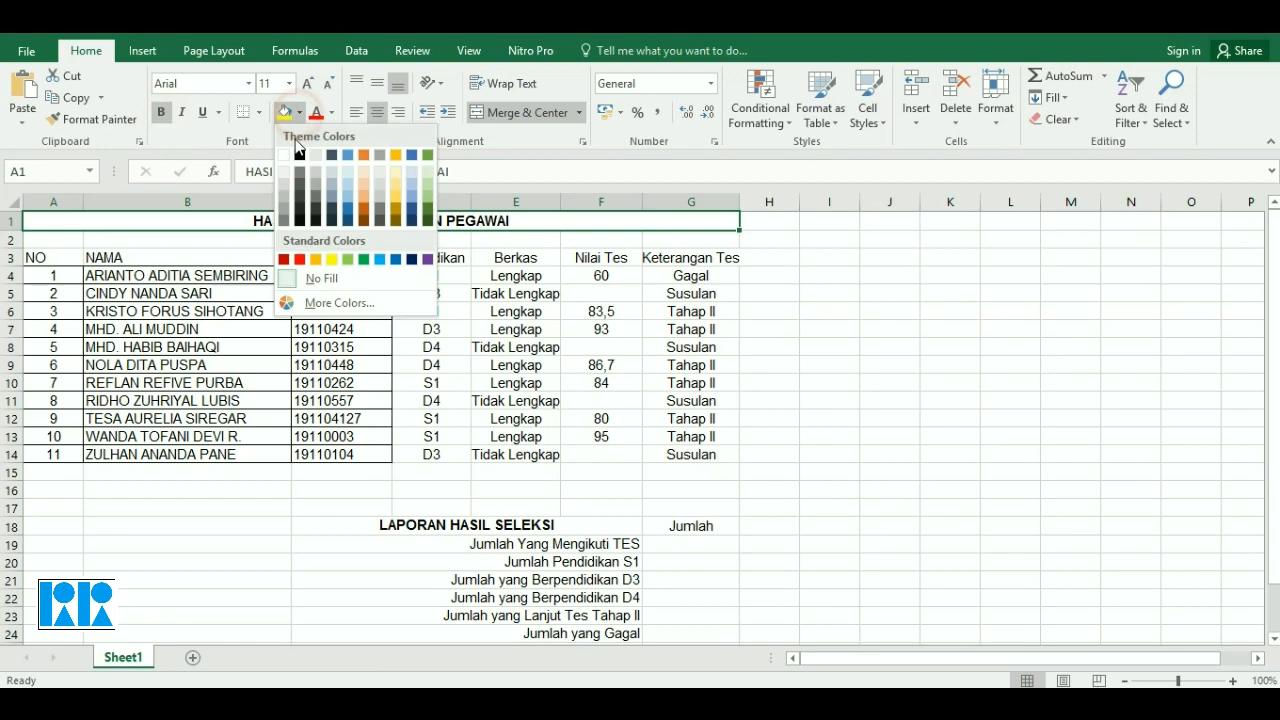 File Home Insert Page Layout Formulas Data Review View Nitro Pro Tell me what you want to do... Sign in Share
Paste Cut Copy Format Painter Clipboard
Arial 11 B I U Font
Wrap Text Merge & Center Alignment
General % , Number
Conditional Formatting Format as Table Cell Styles Styles
Insert Delete Format Cells
AutoSum Fill Clear Sort & Filter Find & Select Editing
A1 fx HASI AI
Theme Colors
Standard Colors
No Fill
More Colors...
A B E F G H I J K L M N O P
1 HA N PEGAWAI
2
3 NO NAMA dikan Berkas Nilai Tes Keterangan Tes
4 1 ARIANTO ADITIA SEMBIRING Lengkap 60 Gagal
5 2 CINDY NANDA SARI Tidak Lengkap Susulan
6 3 KRISTO FORUS SIHOTANG Lengkap 83,5 Tahap II
7 4 MHD. ALI MUDDIN 19110424 D3 Lengkap 93 Tahap II
8 5 MHD. HABIB BAIHAQI 19110315 D4 Tidak Lengkap Susulan
9 6 NOLA DITA PUSPA 19110448 D4 Lengkap 86,7 Tahap II
10 7 REFLAN REFIVE PURBA 19110262 S1 Lengkap 84 Tahap II
11 8 RIDHO ZUHRIYAL LUBIS 19110557 D4 Tidak Lengkap Susulan
12 9 TESA AURELIA SIREGAR 191104127 S1 Lengkap 80 Tahap II
13 10 WANDA TOFANI DEVI R. 19110003 S1 Lengkap 95 Tahap II
14 11 ZULHAN ANANDA PANE 19110104 D3 Tidak Lengkap Susulan
15
16
17
18 LAPORAN HASIL SELEKSI Jumlah
19 Jumlah Yang Mengikuti TES
20 Jumlah Pendidikan S1
21 Jumlah yang Berpendidikan D3
22 Jumlah yang Berpendidikan D4
23 Jumlah yang Lanjut Tes Tahap II
24 Jumlah yang Gagal
Sheet1
Ready 100%